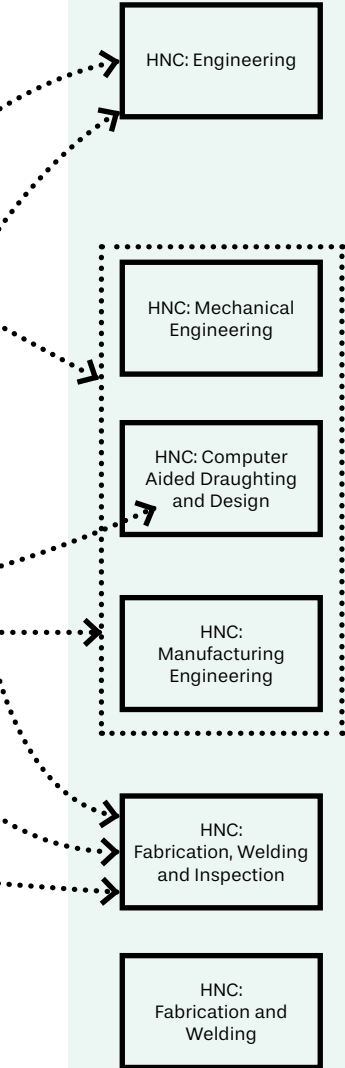 HNC: Engineering
HNC: Mechanical
Engineering
HNC: Computer
Aided Draughting
and Design
HNC:
Manufacturing
Engineering
HNC:
Fabrication, Welding
and Inspection
HNC:
Fabrication and
Welding